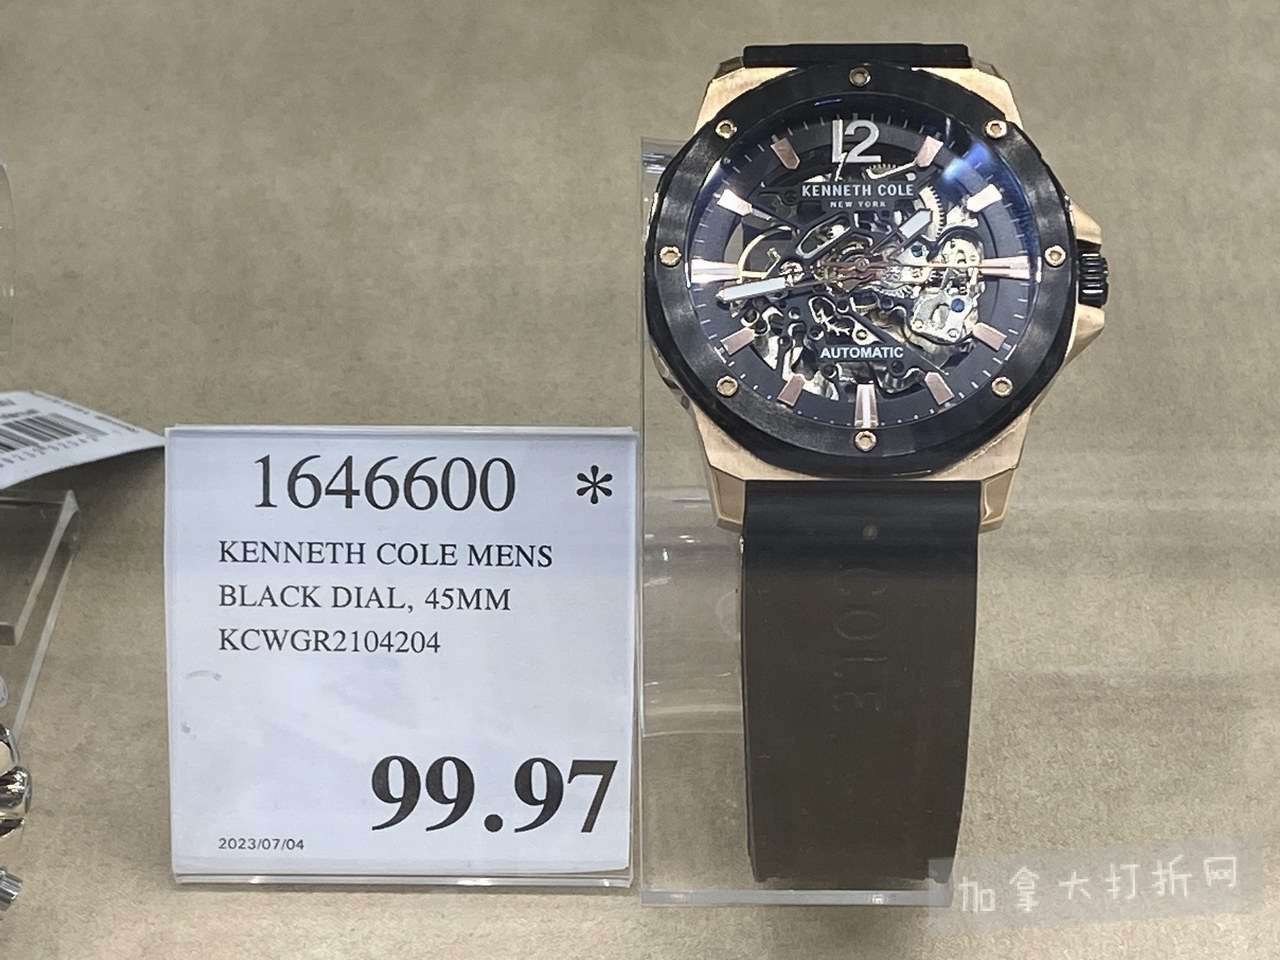 12
KENNETH COLE
NEW YORK
AUTOMATIC
COLE
1646600 *
KENNETH COLE MENS
BLACK DIAL, 45MM
KCWGR2104204
99.97
2023/07/04
加拿大打折网